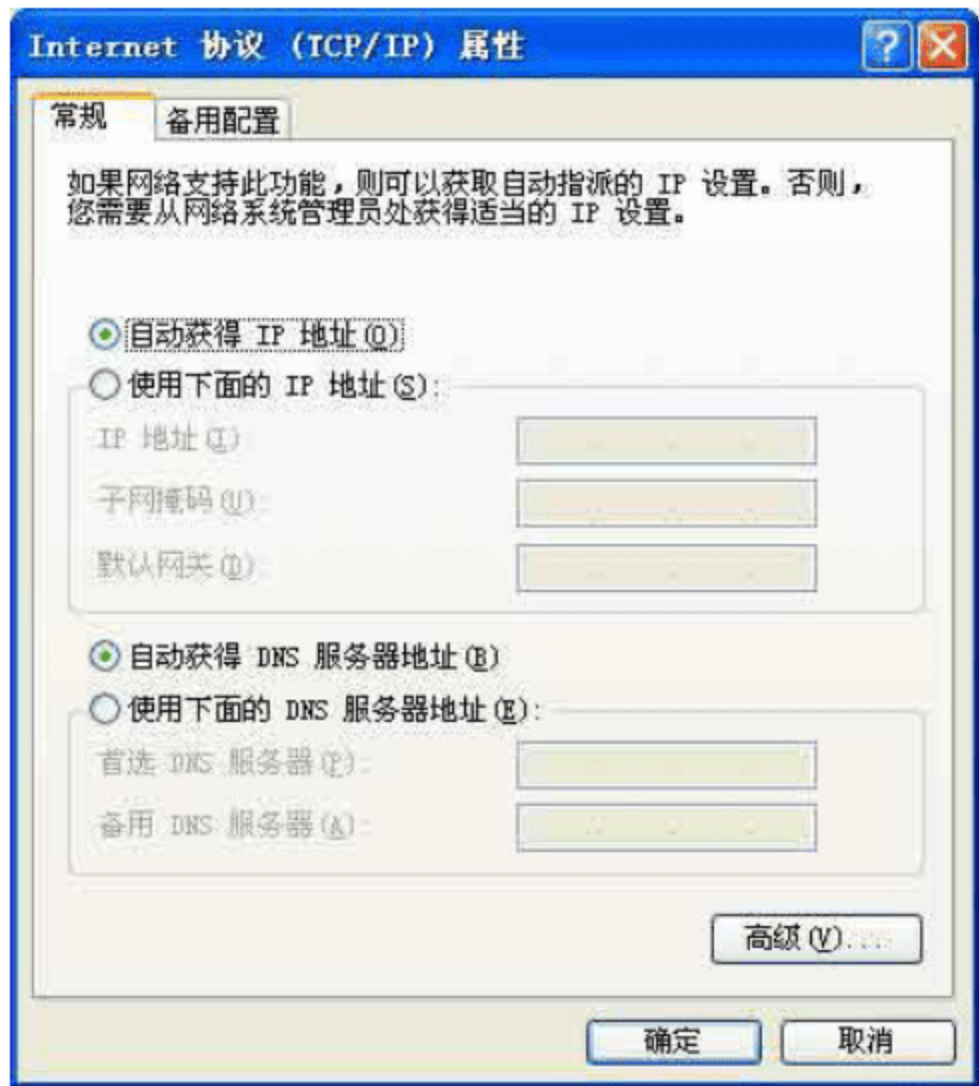 Internet 协议 (TCP/IP) 属性
常规 备用配置
如果网络支持此功能，则可以获取自动指派的 IP 设置。否则，
您需要从网络系统管理员处获得适当的 IP 设置。
自动获得 IP 地址(O)
使用下面的 IP 地址(S):
IP 地址(I):
子网掩码(U):
默认网关(D):
自动获得 DNS 服务器地址(B)
使用下面的 DNS 服务器地址(E):
首选 DNS 服务器(P):
备用 DNS 服务器(A):
高级(V)...
确定 取消